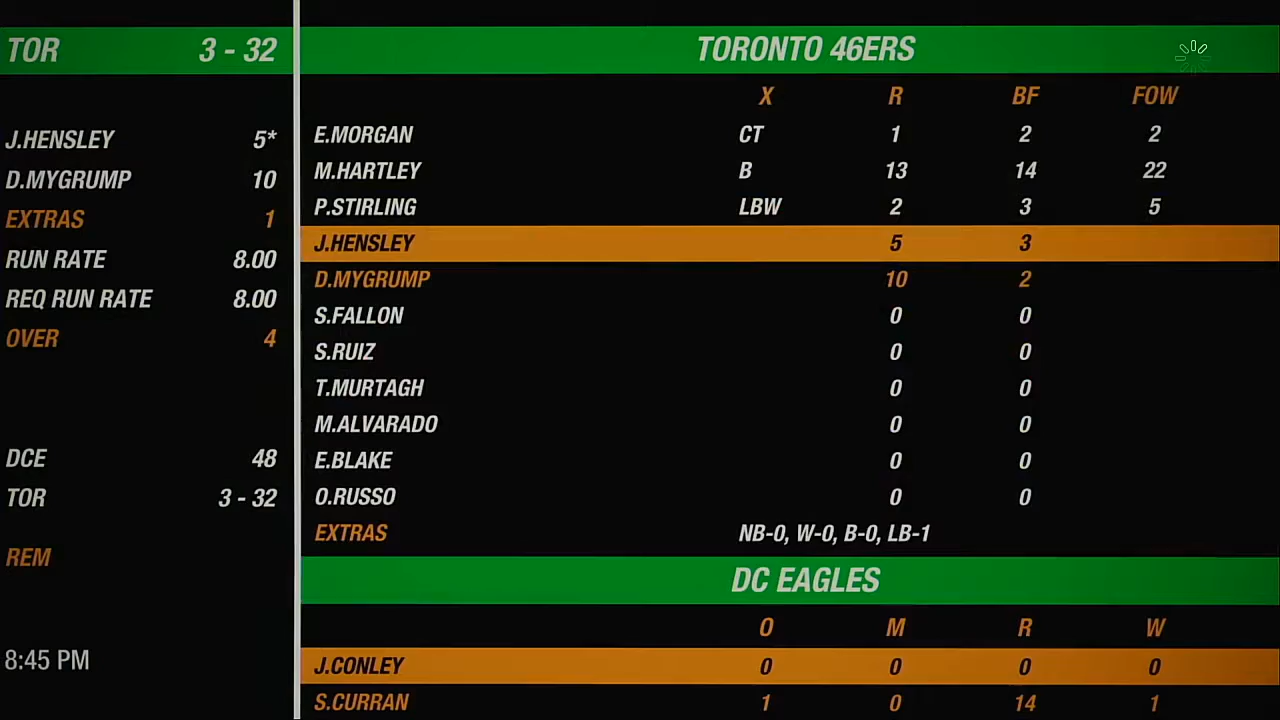 TOR 3 - 32
J.HENSLEY 5*
D.MYGRUMP 10
EXTRAS 1
RUN RATE 8.00
REQ RUN RATE 8.00
OVER 4
DCE 48
TOR 3 - 32
REM
8:45 PM
TORONTO 46ERS
X R BF FOW
E.MORGAN CT 1 2 2
M.HARTLEY B 13 14 22
P.STIRLING LBW 2 3 5
J.HENSLEY 5 3
D.MYGRUMP 10 2
S.FALLON 0 0
S.RUIZ 0 0
T.MURTAGH 0 0
M.ALVARADO 0 0
E.BLAKE 0 0
O.RUSSO 0 0
EXTRAS NB-0, W-0, B-0, LB-1
DC EAGLES
O M R W
J.CONLEY 0 0 0 0
S.CURRAN 1 0 14 1